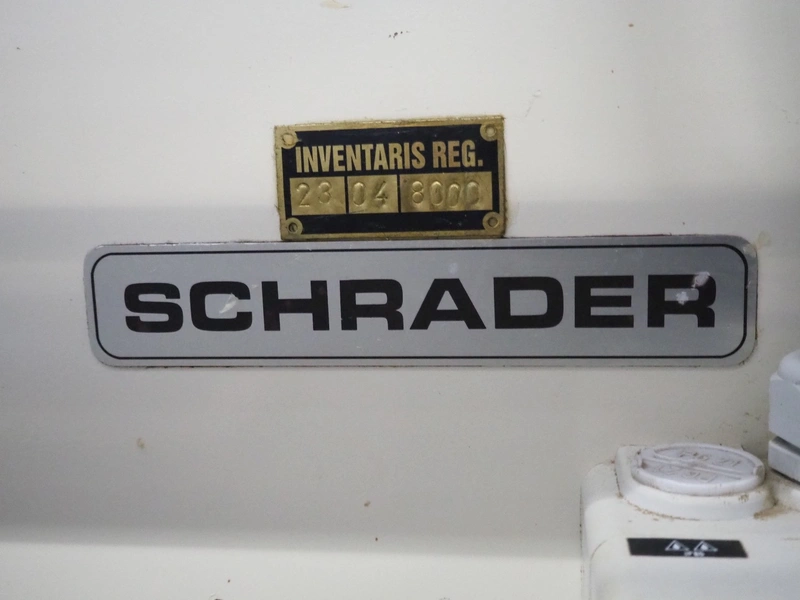 INVENTARIS REG.
23 04 8000
SCHRADER